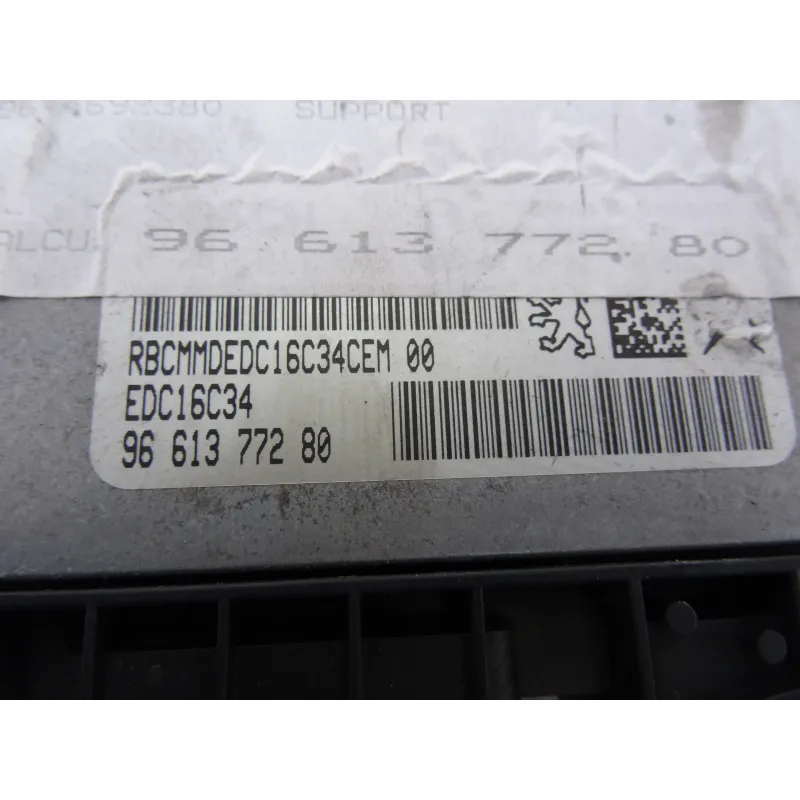 SUPPORT
96 613 772 80
RBCMMDEDC16C34CEM 00
EDC16C34
96 613 772 80